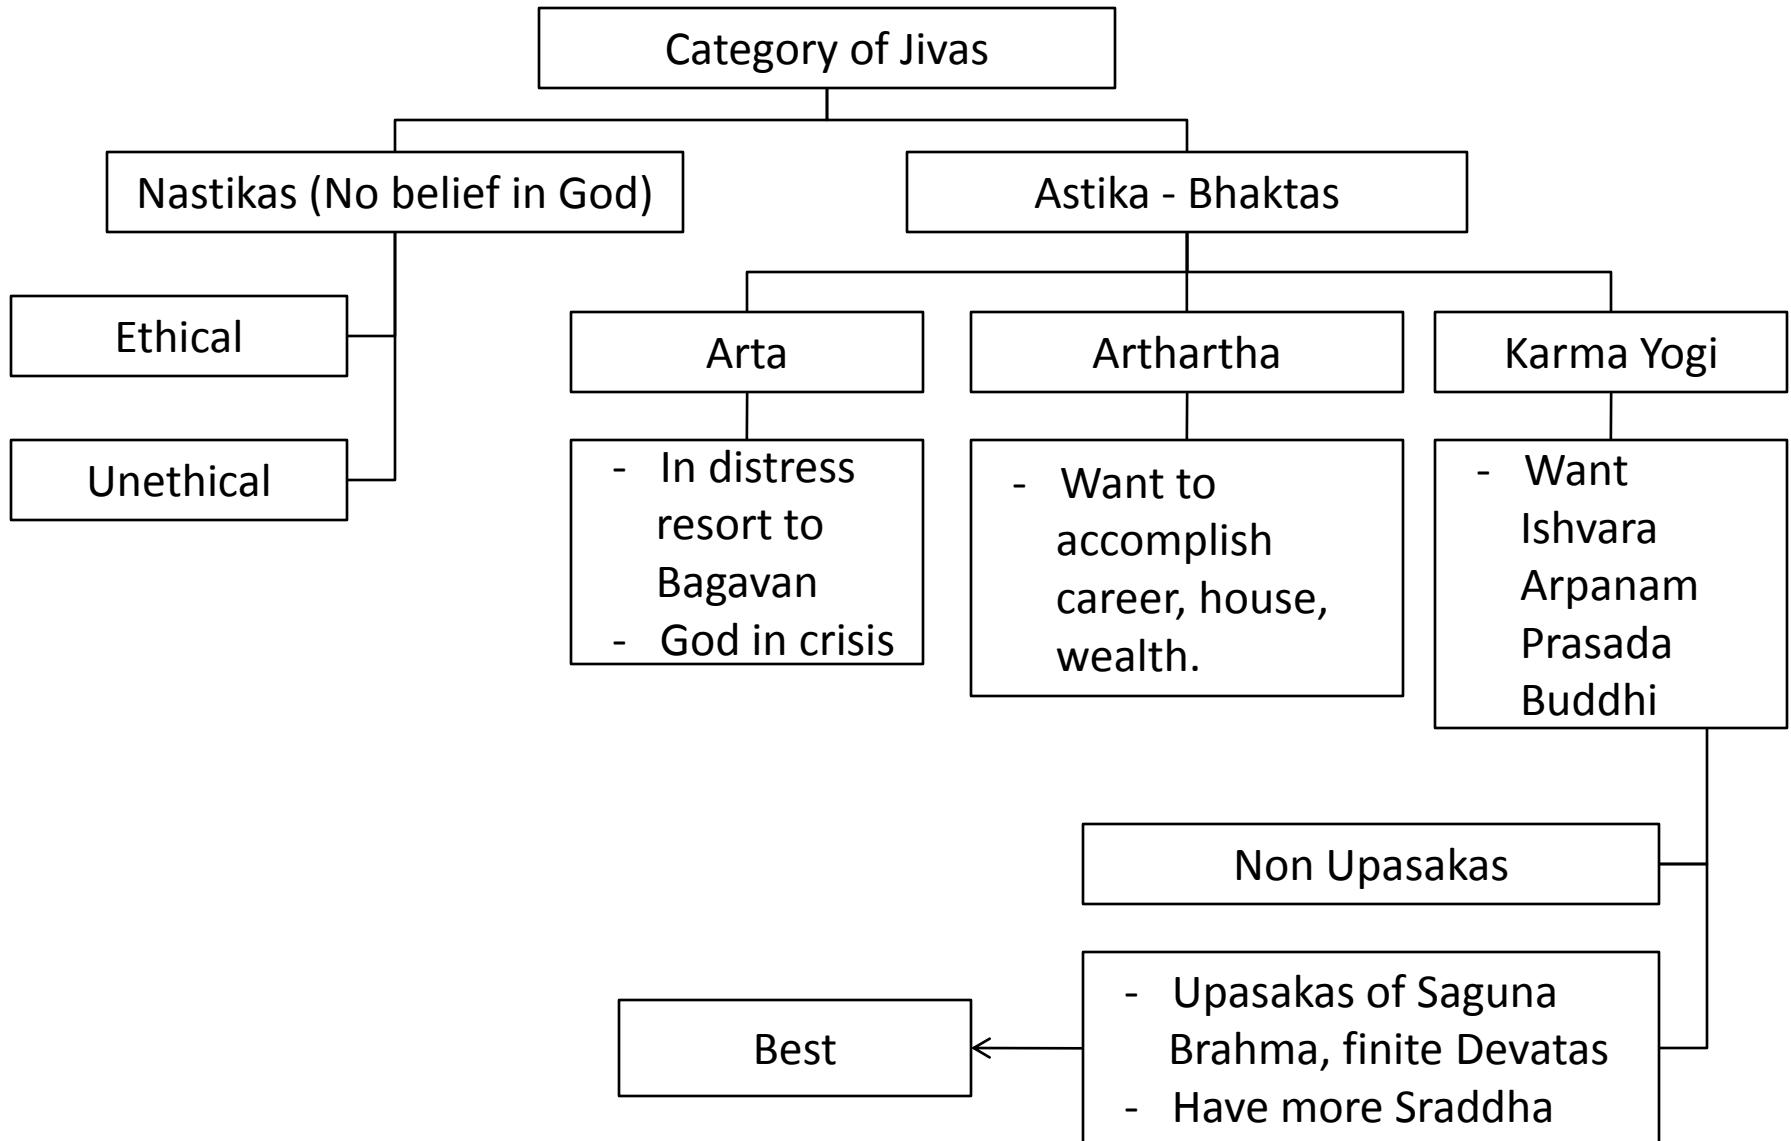 Category of Jivas
Nastikas (No belief in God)
Astika - Bhaktas
Ethical
Unethical
Arta
Arthartha
Karma Yogi
- In distress
resort to
Bagavan
- God in crisis
- Want to
accomplish
career, house,
wealth.
- Want
Ishvara
Arpanam
Prasada
Buddhi
Non Upasakas
- Upasakas of Saguna
Brahma, finite Devatas
- Have more Sraddha
Best